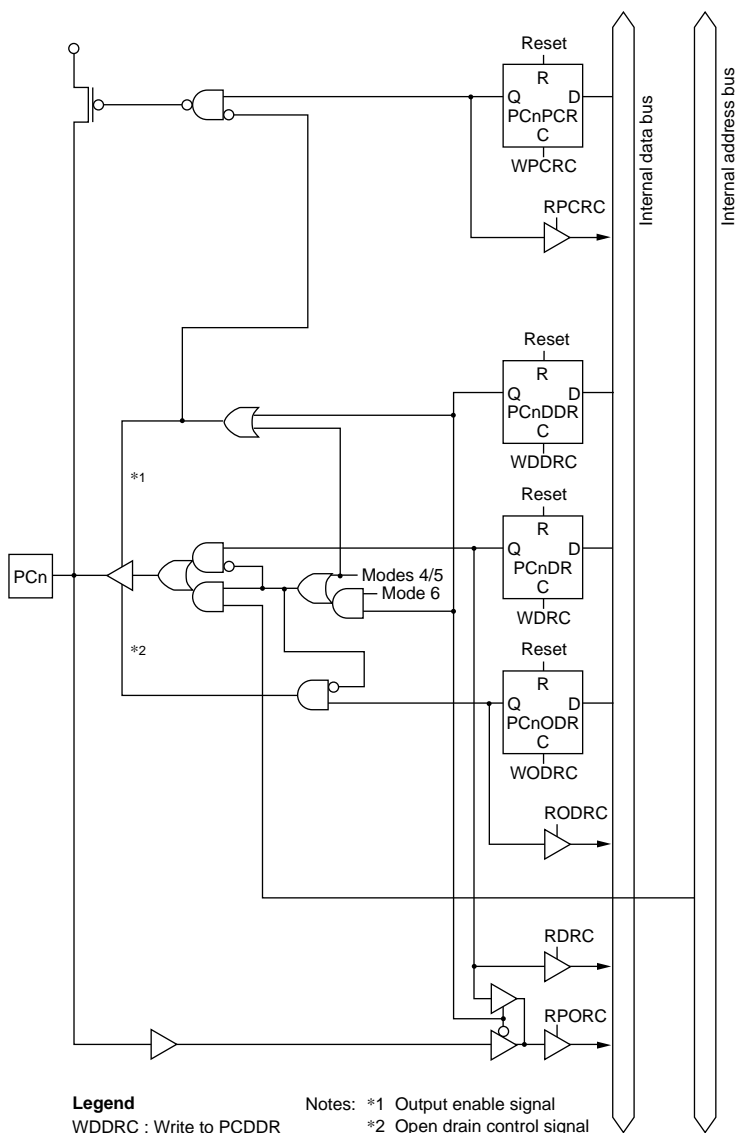 Reset
R
Q D
PCnPCR
C
WPCRC
RPCRC
Internal data bus
Internal address bus
Reset
R
Q D
PCnDDR
C
WDDRC
*1
Reset
R
Q D
PCnDR
C
WDRC
PCn
Modes 4/5
Mode 6
*2
Reset
R
Q D
PCnODR
C
WODRC
RODRC
RDRC
RPORC
Legend
WDDRC : Write to PCDDR
Notes: *1 Output enable signal
*2 Open drain control signal